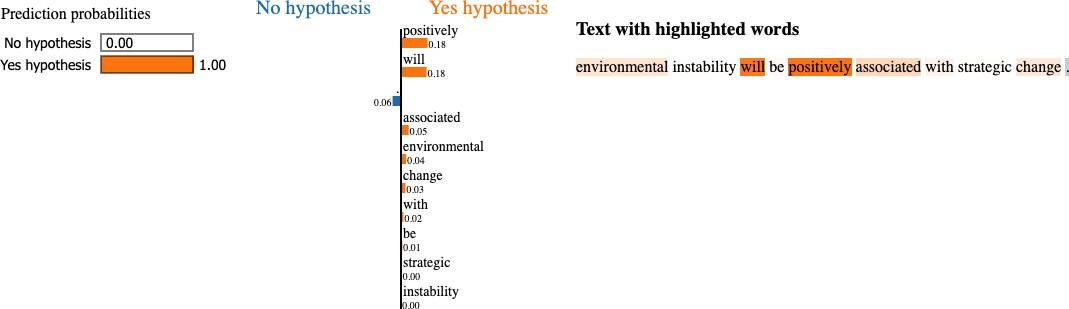 Prediction probabilities
No hypothesis 0.00
Yes hypothesis 1.00
No hypothesis Yes hypothesis
positively
0.18
will
0.18
.
0.06
associated
0.05
environmental
0.04
change
0.03
with
0.02
be
0.01
strategic
0.00
instability
0.00
Text with highlighted words
environmental instability will be positively associated with strategic change .